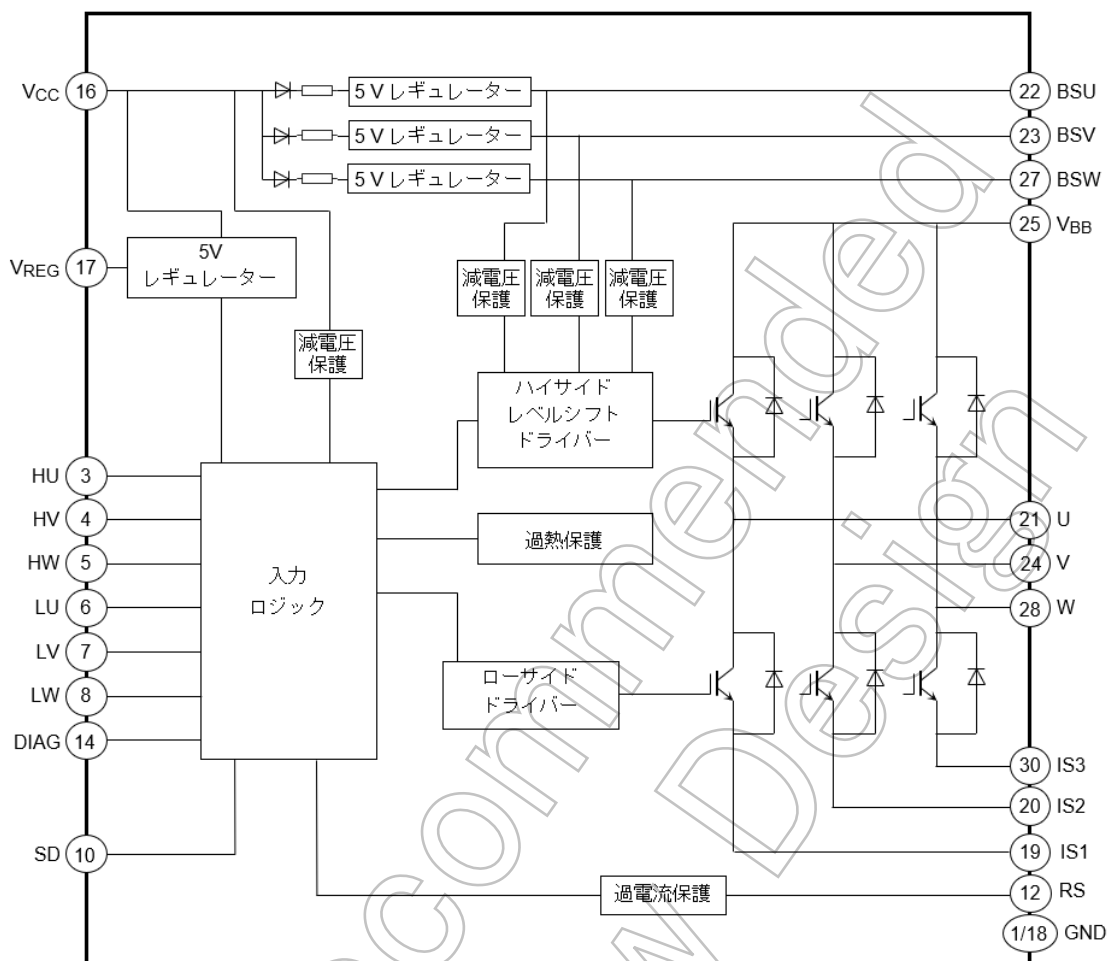 VCC 16
5 V レギュレーター
22 BSU
5 V レギュレーター
23 BSV
5 V レギュレーター
27 BSW
25 VBB
VREG 17
5V
レギュレーター
減電圧
保護
減電圧
保護
減電圧
保護
減電圧
保護
ハイサイド
レベルシフト
ドライバー
HU 3
HV 4
HW 5
LU 6
LV 7
LW 8
DIAG 14
SD 10
入力
ロジック
過熱保護
ローサイド
ドライバー
21 U
24 V
28 W
30 IS3
20 IS2
19 IS1
過電流保護
12 RS
1/18 GND
commended
w Design